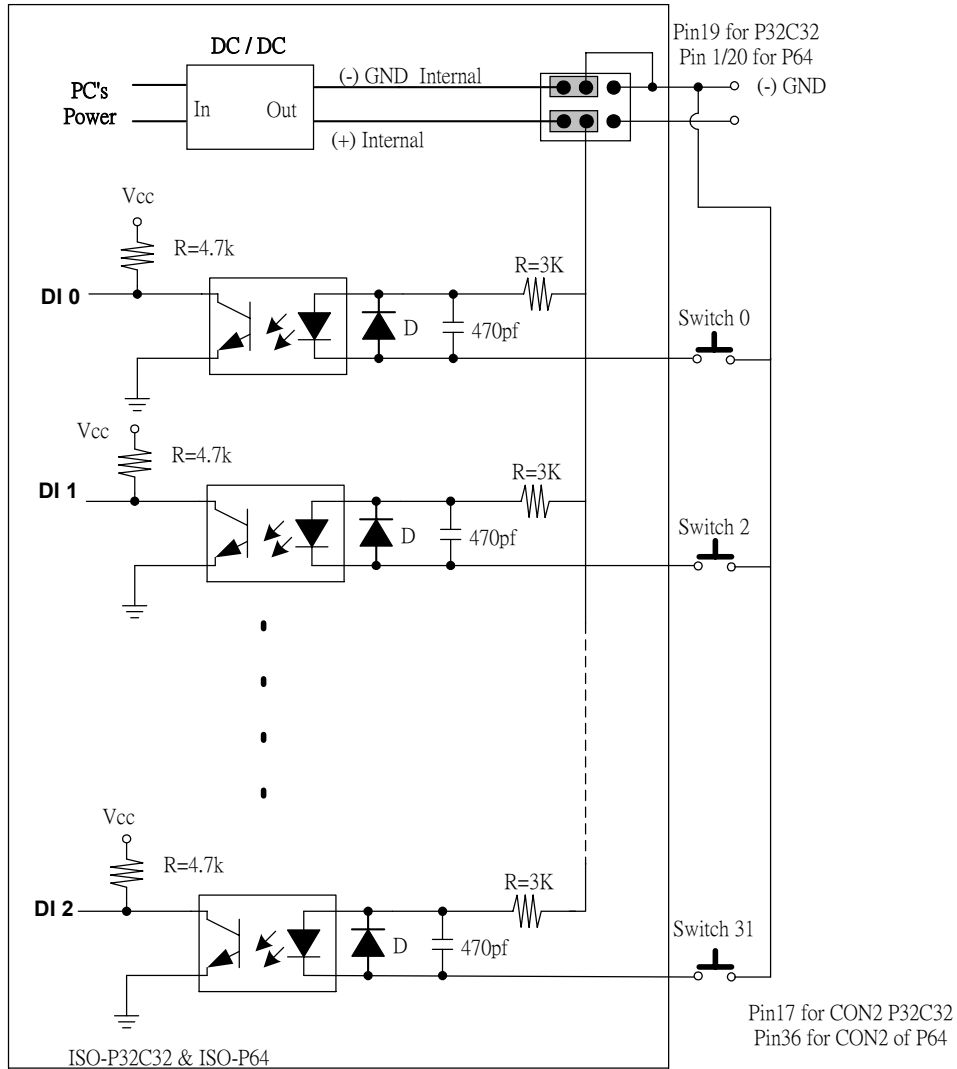 Pin19 for P32C32
Pin 1/20 for P64
DC / DC
(-) GND Internal
(-) GND
PC's
Power
In
Out
(+) Internal
Vcc
R=4.7k
R=3K
DI 0
D
470pf
Switch 0
Vcc
R=4.7k
R=3K
DI 1
D
470pf
Switch 2
Vcc
R=4.7k
R=3K
DI 2
D
470pf
Switch 31
Pin17 for CON2 P32C32
Pin36 for CON2 of P64
ISO-P32C32 & ISO-P64